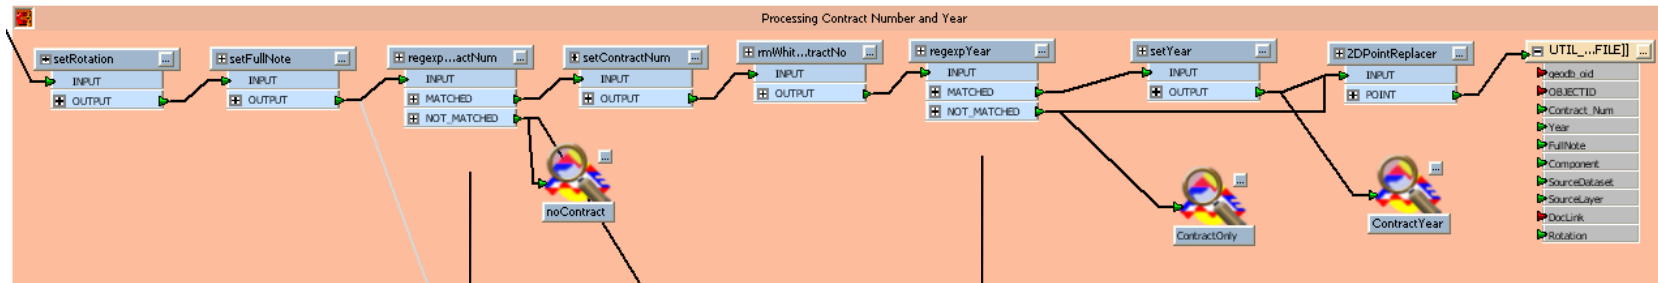 Processing Contract Number and Year
setRotation
INPUT
OUTPUT
setFullNote
INPUT
OUTPUT
regexp...actNum
INPUT
MATCHED
NOT_MATCHED
noContract
setContractNum
INPUT
OUTPUT
rmWhit...tractNo
INPUT
OUTPUT
regexpYear
INPUT
MATCHED
NOT_MATCHED
ContractOnly
setYear
INPUT
OUTPUT
ContractYear
2DPointReplacer
INPUT
POINT
UTIL_...FILE]]
geodb_oid
OBJECTID
Contract_Num
Year
FullNote
Component
SourceDataset
SourceLayer
DocLink
Rotation